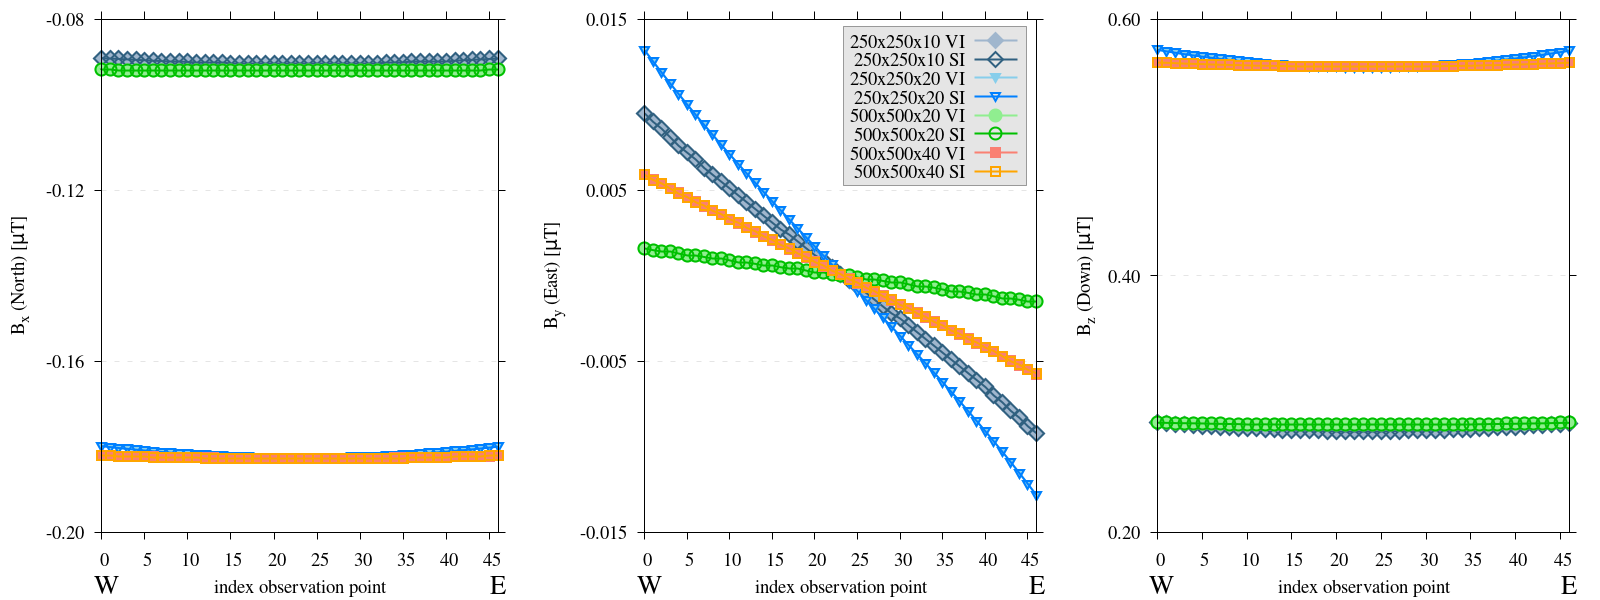 -0.08
-0.12
-0.16
-0.20
Bx (North) [µT]
0 5 10 15 20 25 30 35 40 45
W index observation point E
0.015
0.005
-0.005
-0.015
By (East) [µT]
250x250x10 VI
250x250x10 SI
250x250x20 VI
250x250x20 SI
500x500x20 VI
500x500x20 SI
500x500x40 VI
500x500x40 SI
0 5 10 15 20 25 30 35 40 45
W index observation point E
0.60
0.40
0.20
Bz (Down) [µT]
0 5 10 15 20 25 30 35 40 45
W index observation point E